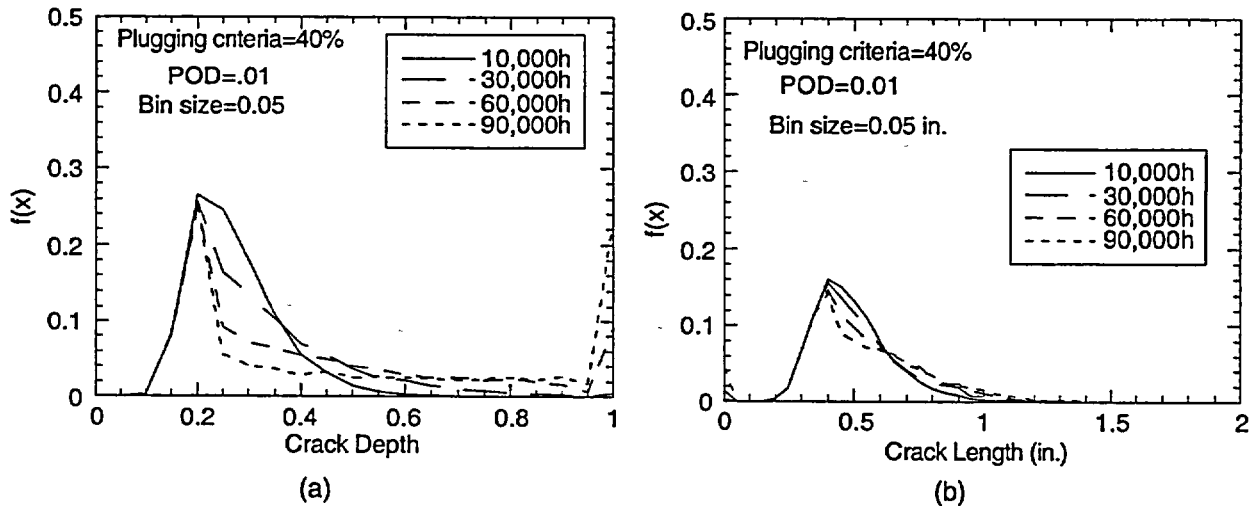 Plugging criteria=40%
POD=.01
Bin size=0.05
10,000h
30,000h
60,000h
90,000h
0.5
0.4
0.3
0.2
0.1
0
f(x)
0
0.2
0.4
0.6
0.8
1
Crack Depth
(a)
Plugging criteria=40%
POD=0.01
Bin size=0.05 in.
10,000h
30,000h
60,000h
90,000h
0.5
0.4
0.3
0.2
0.1
0
f(x)
0
0.5
1
1.5
2
Crack Length (in.)
(b)